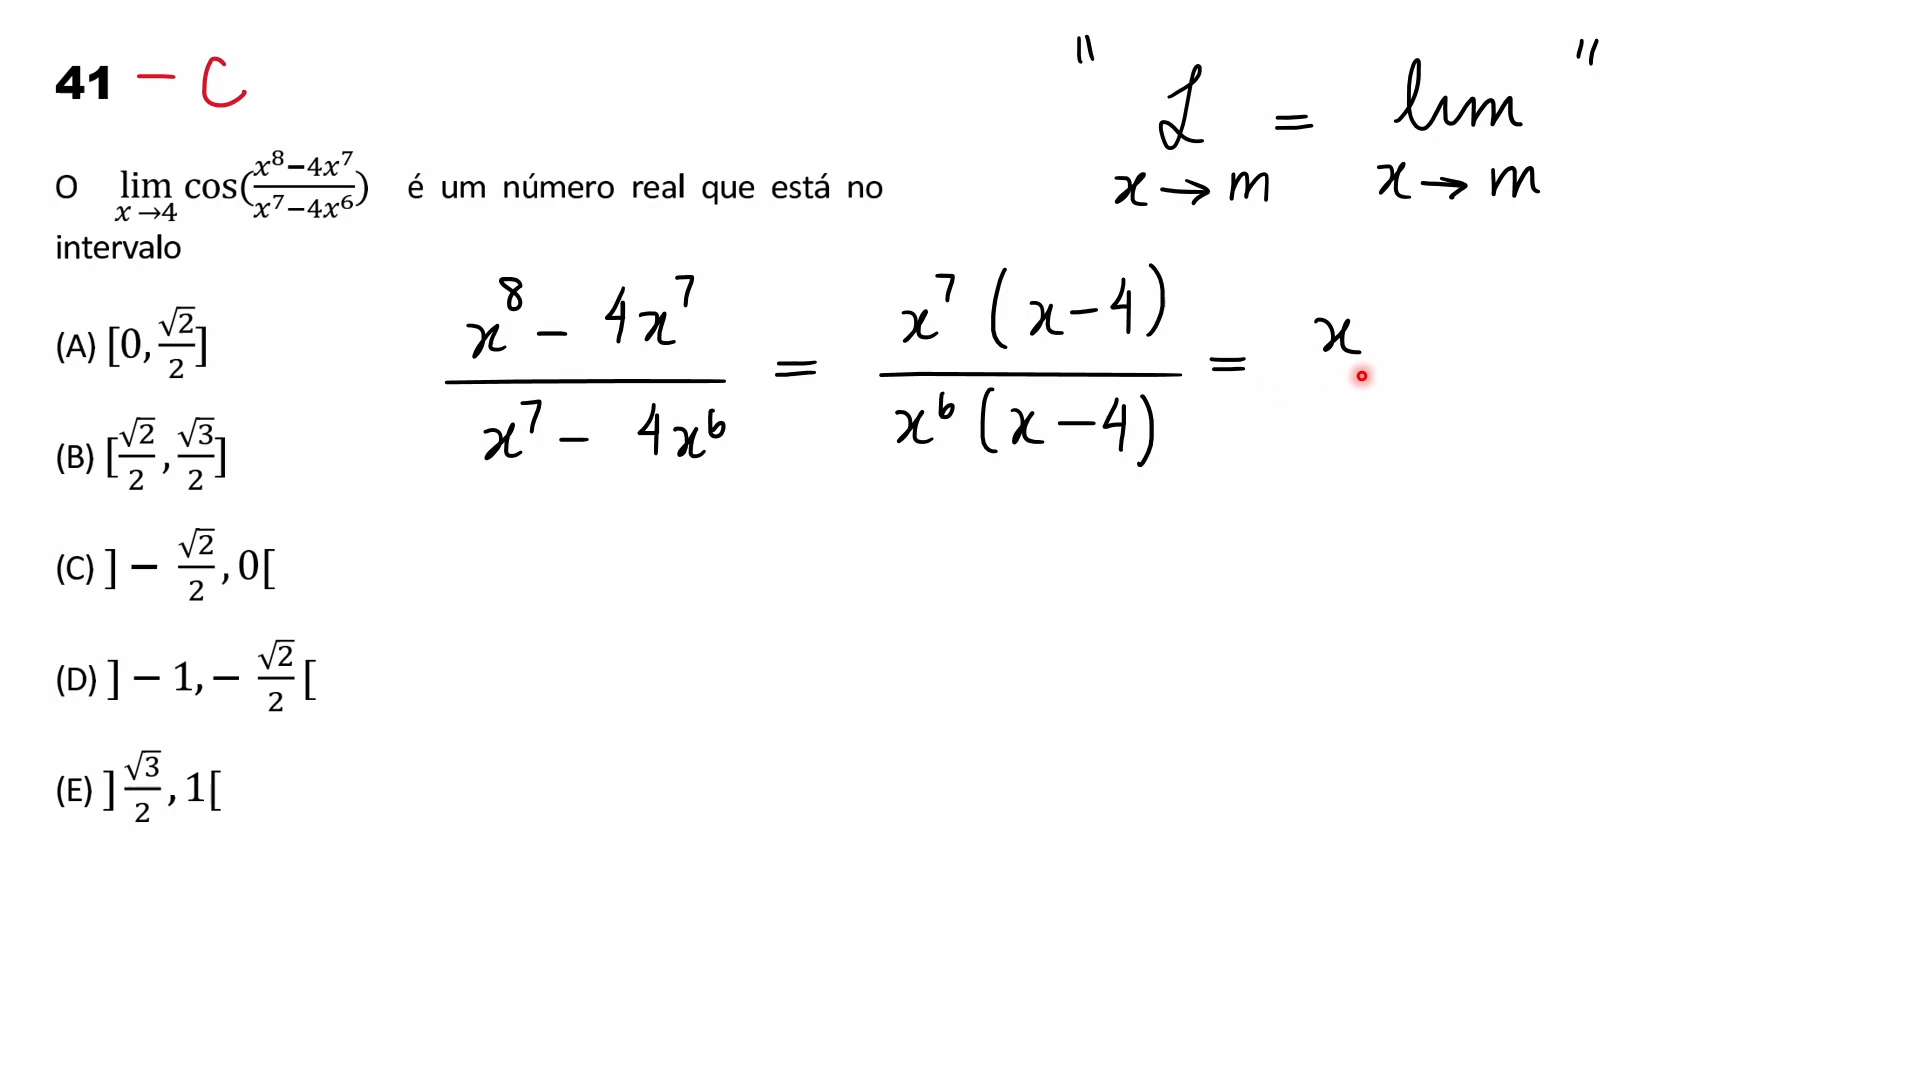 41 - C
" ℒ = lim "
x → m x → m
O lim cos(x⁸−4x⁷/x⁷−4x⁶) é um número real que está no
x →4
intervalo
x⁸ - 4x⁷ / x⁷ - 4x⁶ = x⁷ (x-4) / x⁶ (x-4) = x
(A) [0, √2/2]
(B) [√2/2 , √3/2]
(C) ]− √2/2 , 0[
(D) ]− 1, − √2/2 [
(E) ] √3/2 , 1[